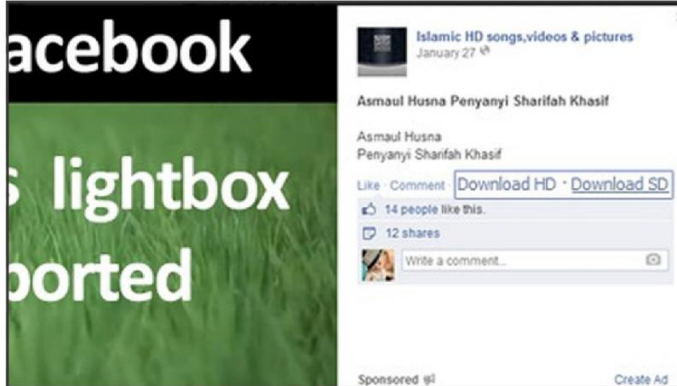 acebook
s lightbox
ported
Islamic HD songs,videos & pictures
January 27
Asmaul Husna Penyanyi Sharifah Khasif
Asmaul Husna
Penyanyi Sharifah Khasif
Like · Comment · Download HD · Download SD
14 people like this.
12 shares
Write a comment...
Sponsored
Create Ad